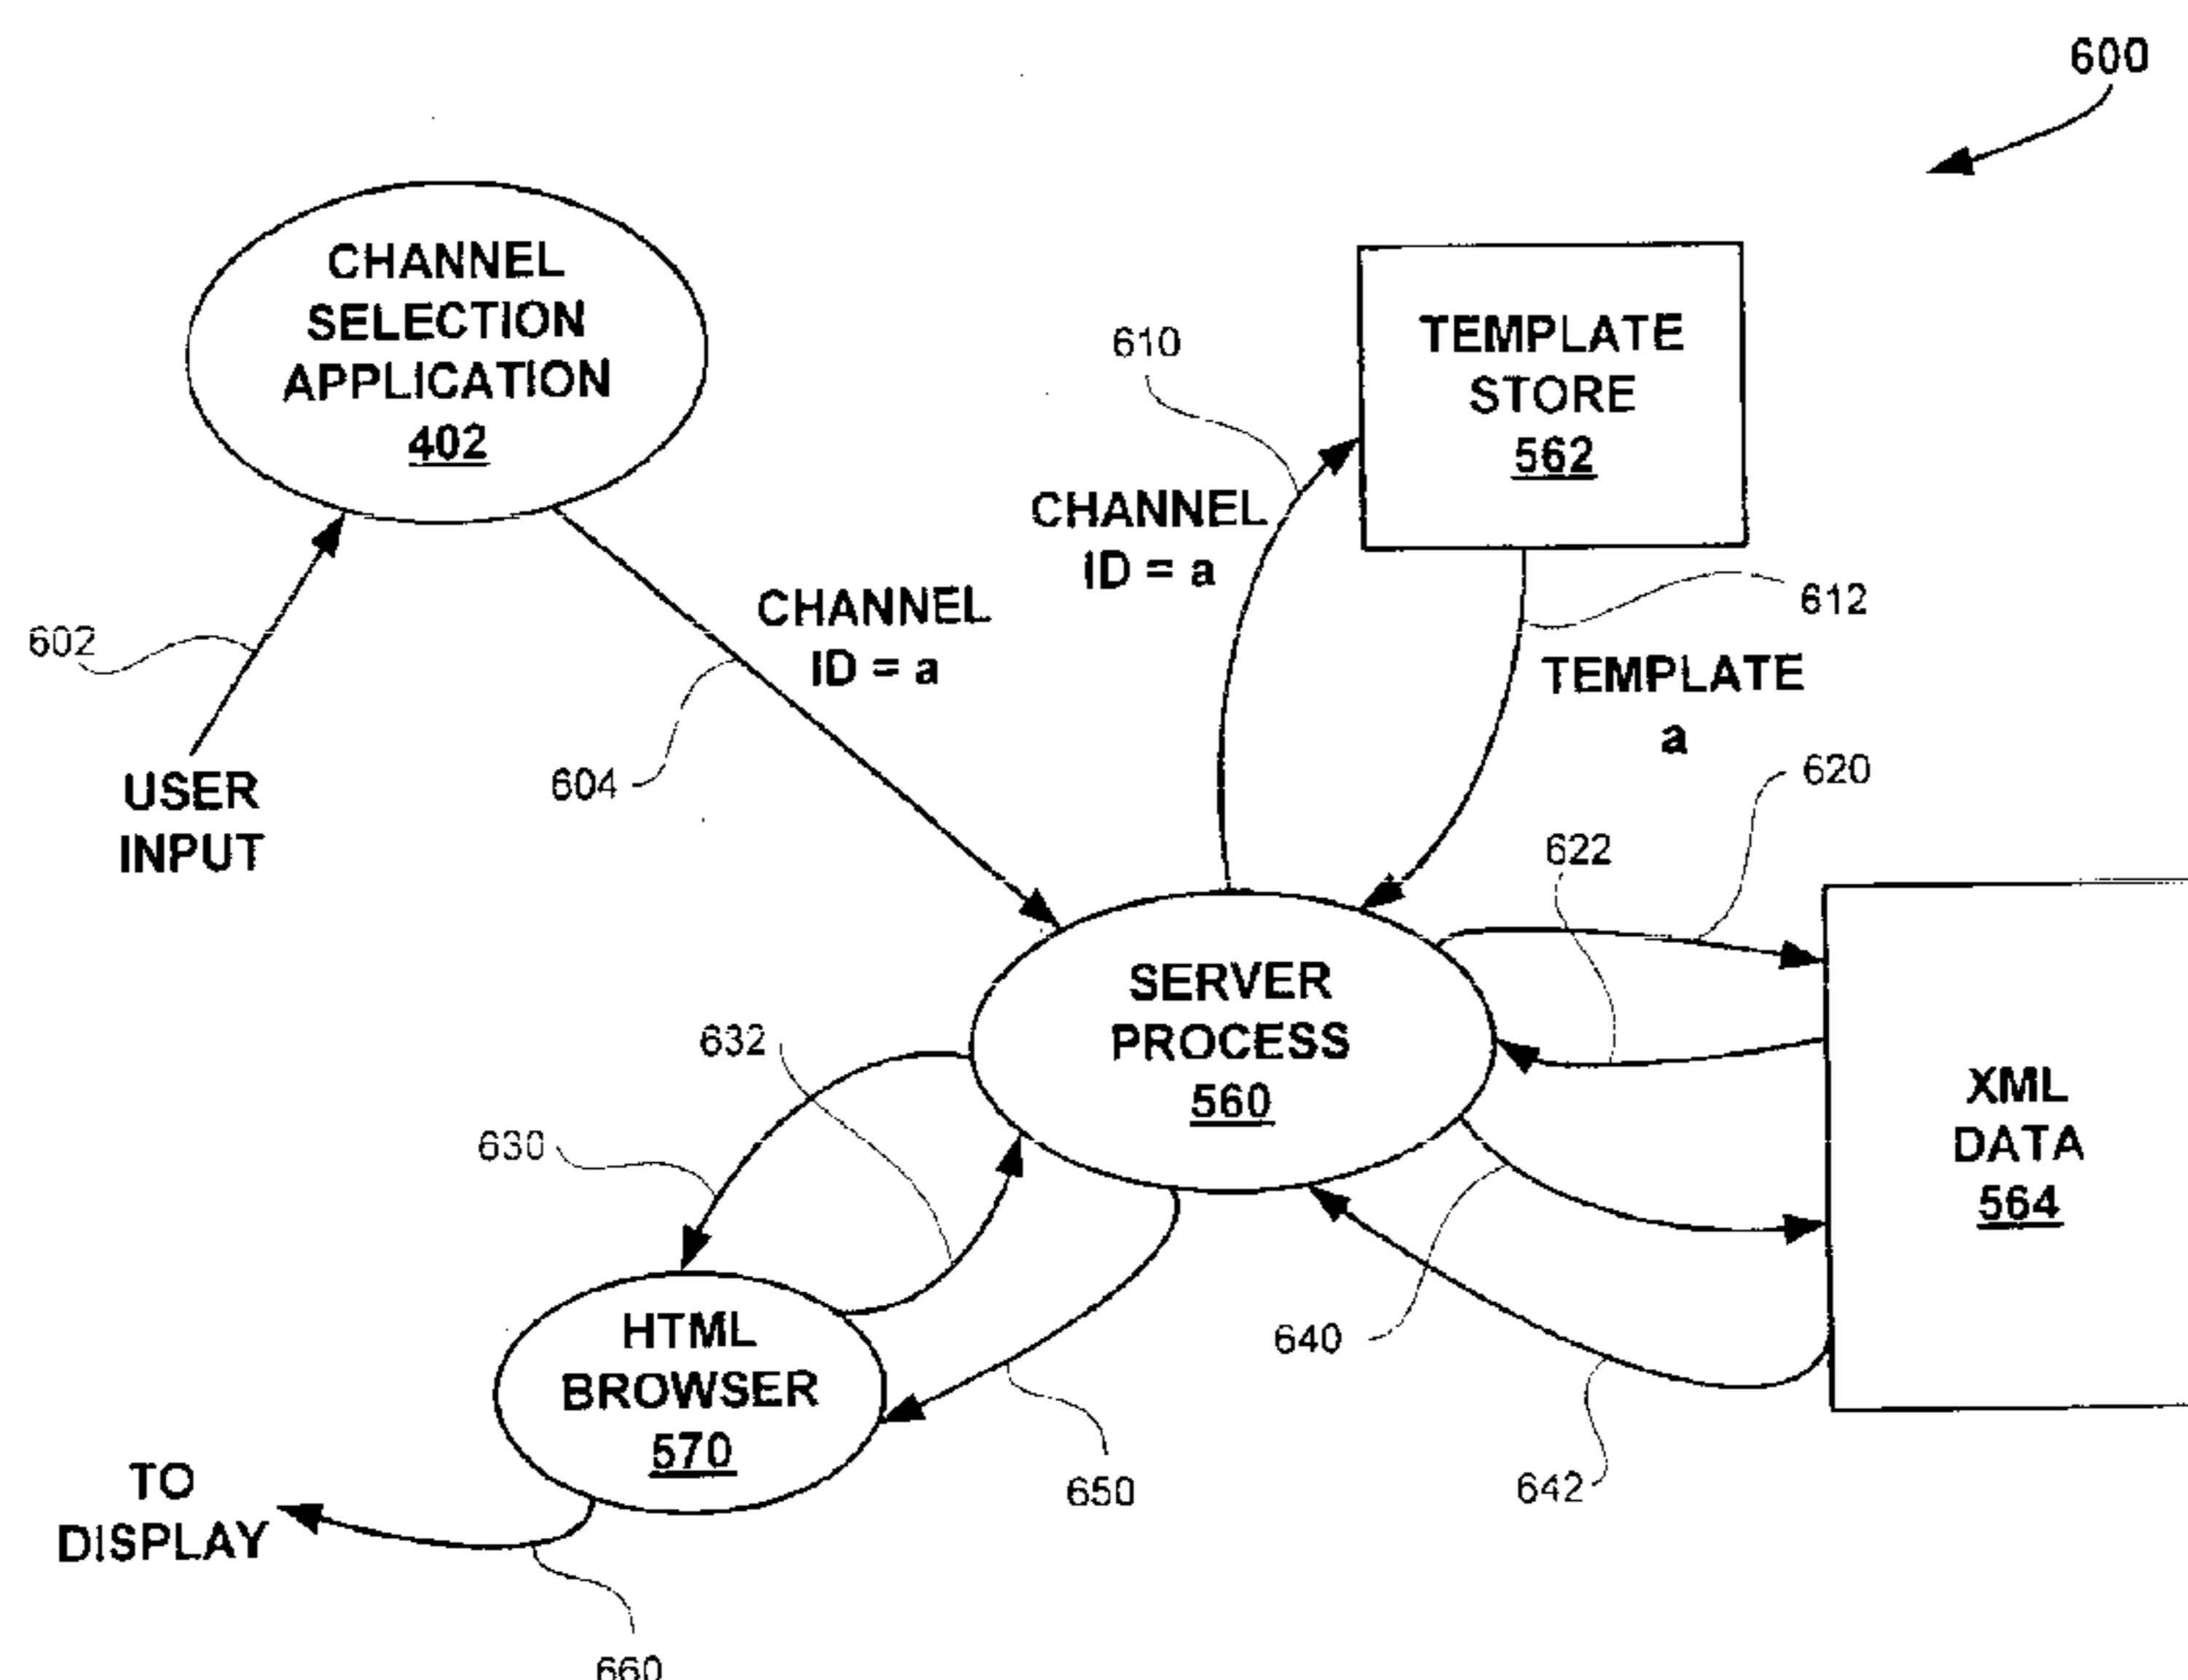 600
CHANNEL
SELECTION
APPLICATION
402
610
TEMPLATE
STORE
562
CHANNEL
ID = a
612
602
CHANNEL
ID = a
TEMPLATE
a
604
620
USER
INPUT
622
SERVER
PROCESS
560
632
XML
DATA
564
630
HTML
BROWSER
570
640
650
642
TO
DISPLAY
660